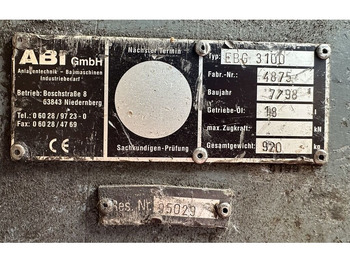 ABI GmbH
Anlagentechnik - Baumaschinen
Industriebedarf
Betrieb: Boschstraße 8
63843 Niedernberg
Tel.: 0 60 28/97 23-0
Fax: 0 60 28/47 69
CE
Nächster Termin
Sachkundigen-Prüfung
Typ: EBG 3100
Fabr.-Nr.: 4875
Baujahr 7/98
Getriebe-Öl: 18 l
max. Zugkraft kN
Gesamtgewicht: 920 kg
Res. Nr. 95029